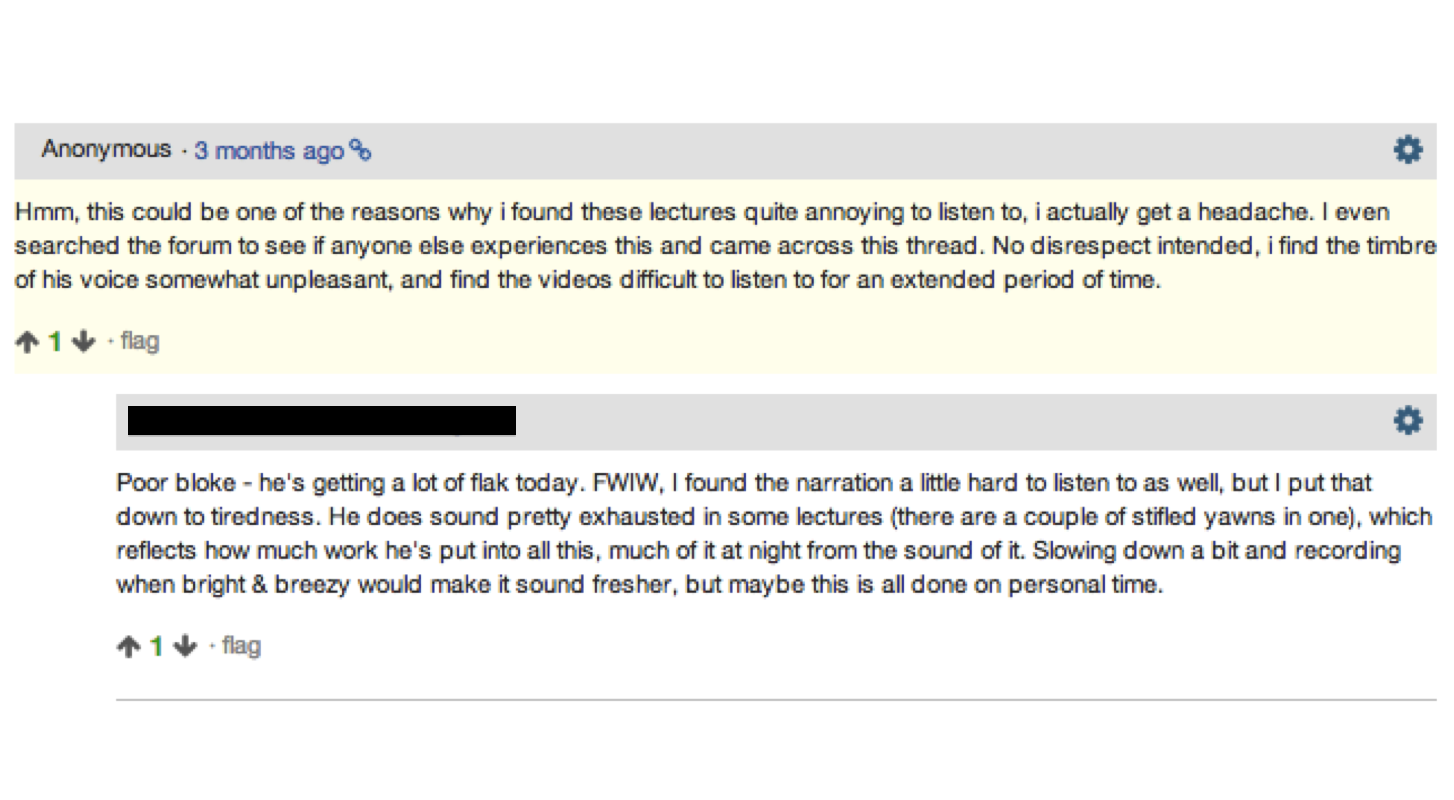 Anonymous · 3 months ago
Hmm, this could be one of the reasons why i found these lectures quite annoying to listen to, i actually get a headache. I even
searched the forum to see if anyone else experiences this and came across this thread. No disrespect intended, i find the timbre
of his voice somewhat unpleasant, and find the videos difficult to listen to for an extended period of time.
1 · flag
Poor bloke - he's getting a lot of flak today. FWIW, I found the narration a little hard to listen to as well, but I put that
down to tiredness. He does sound pretty exhausted in some lectures (there are a couple of stifled yawns in one), which
reflects how much work he's put into all this, much of it at night from the sound of it. Slowing down a bit and recording
when bright & breezy would make it sound fresher, but maybe this is all done on personal time.
1 · flag